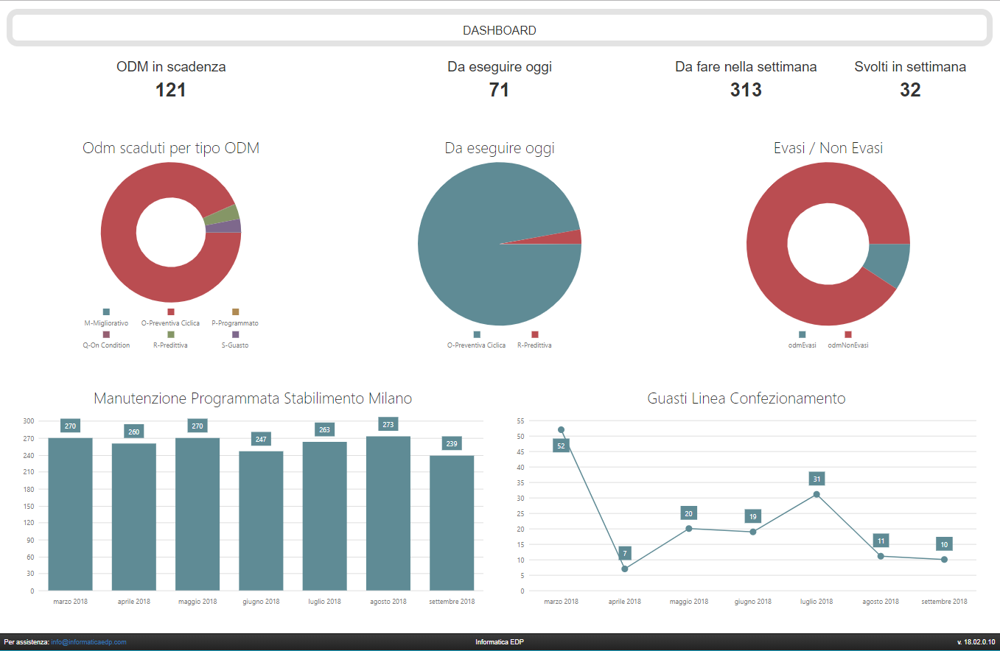 DASHBOARD
ODM in scadenza
121
Da eseguire oggi
71
Da fare nella settimana
313
Svolti in settimana
32
Odm scaduti per tipo ODM
M-Migliorativo O-Preventiva Ciclica P-Programmato
Q-On Condition R-Predittiva S-Guasto
Da eseguire oggi
O-Preventiva Ciclica R-Predittiva
Evasi / Non Evasi
odmEvasi odmNonEvasi
Manutenzione Programmata Stabilimento Milano
300
270
240
210
180
150
120
90
60
30
0
270 260 270 247 263 273 239
marzo 2018 aprile 2018 maggio 2018 giugno 2018 luglio 2018 agosto 2018 settembre 2018
Guasti Linea Confezionamento
55
50
45
40
35
30
25
20
15
10
5
0
52 7 20 19 31 11 10
marzo 2018 aprile 2018 maggio 2018 giugno 2018 luglio 2018 agosto 2018 settembre 2018
Per assistenza: info@informaticaedp.com Informatica EDP v. 18.02.0.10